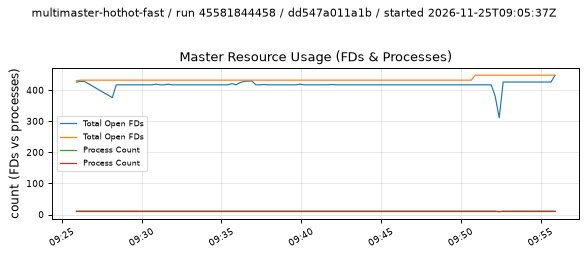 multimaster-hothot-fast / run 45581844458 / dd547a011a1b / started 2026-11-25T09:05:37Z
Master Resource Usage (FDs & Processes)
count (FDs vs processes)
400
300
200
100
0
Total Open FDs
Total Open FDs
Process Count
Process Count
09:25
09:30
09:35
09:40
09:45
09:50
09:55